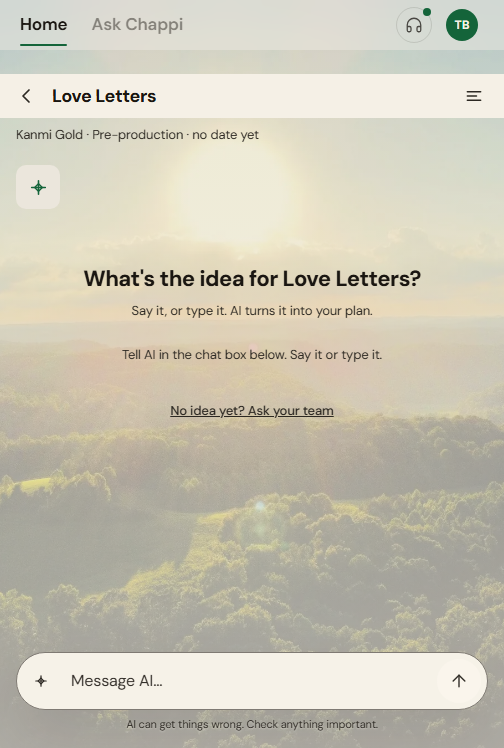 Home
Ask Chappi
TB
Love Letters
Kanmi Gold · Pre-production · no date yet
What's the idea for Love Letters?
Say it, or type it. AI turns it into your plan.
Tell AI in the chat box below. Say it or type it.
No idea yet? Ask your team
Message AI...
AI can get things wrong. Check anything important.